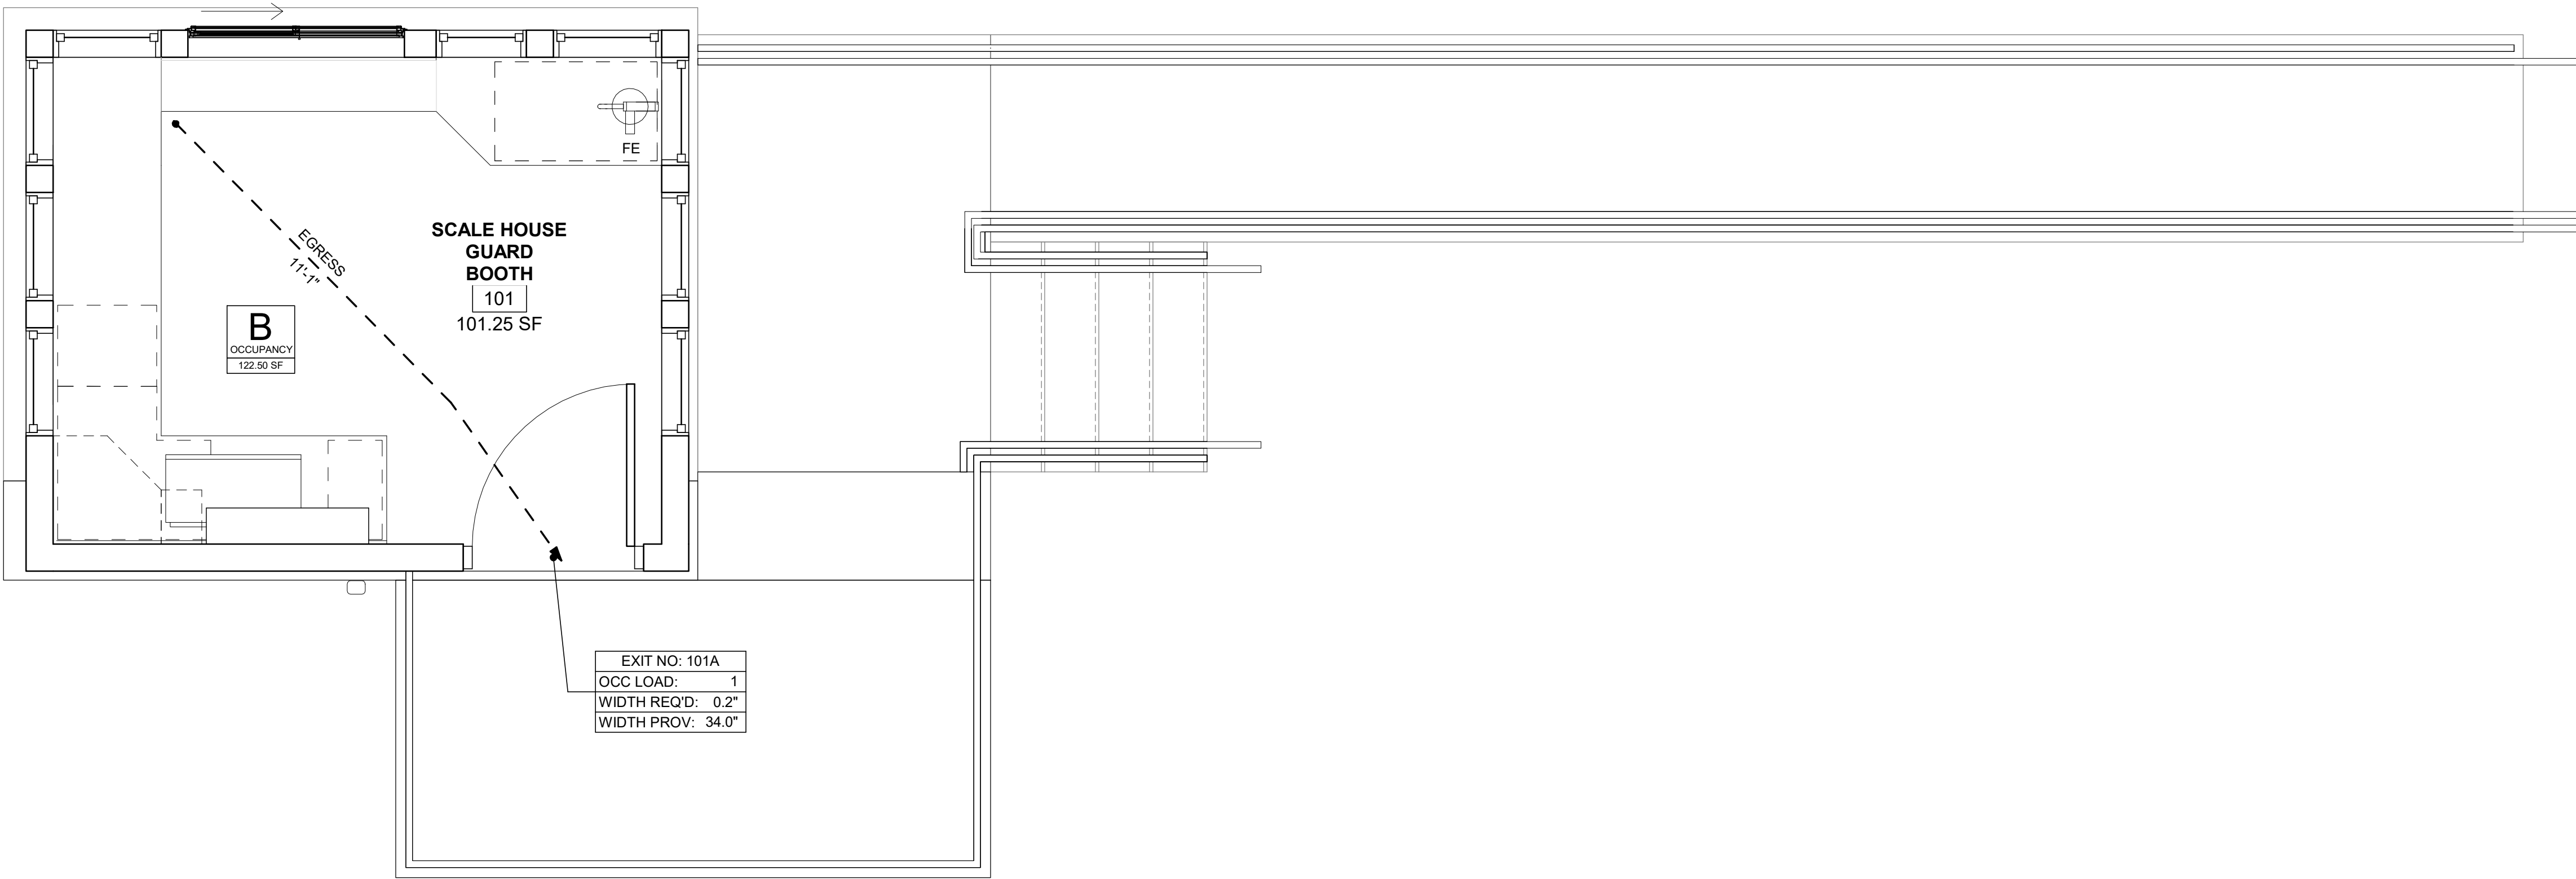 FE
SCALE HOUSE
GUARD
BOOTH
101
101.25 SF
EGRESS
11'-1"
B
OCCUPANCY
122.50 SF
EXIT NO: 101A
OCC LOAD: 1
WIDTH REQ'D: 0.2"
WIDTH PROV: 34.0"